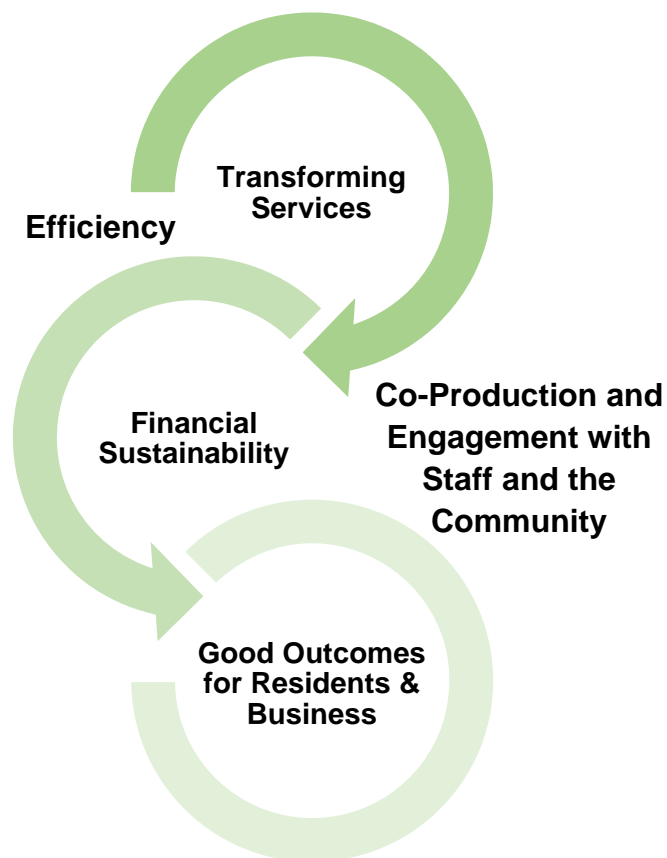 Transforming
Services
Efficiency
Co-Production and
Engagement with
Staff and the
Community
Financial
Sustainability
Good Outcomes
for Residents &
Business